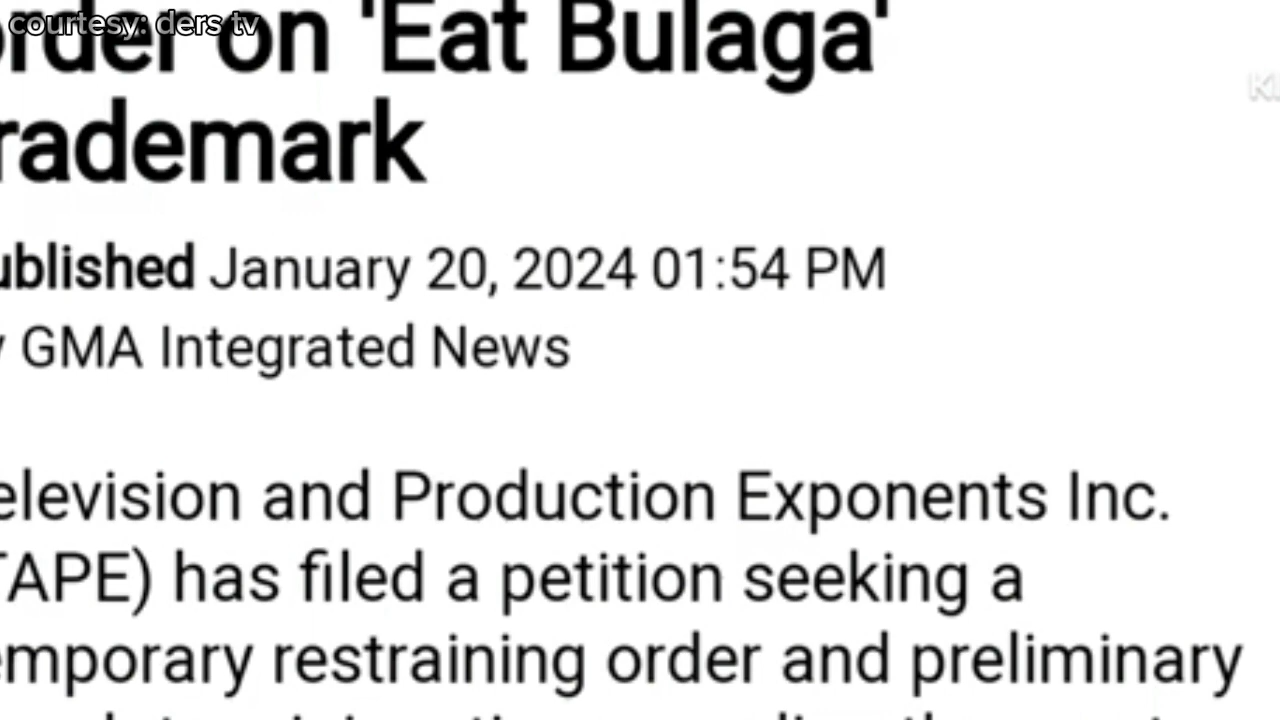 courtesy: ders tv
order on 'Eat Bulaga'
rademark
ublished January 20, 2024 01:54 PM
y GMA Integrated News
elevision and Production Exponents Inc.
TAPE) has filed a petition seeking a
emporary restraining order and preliminary